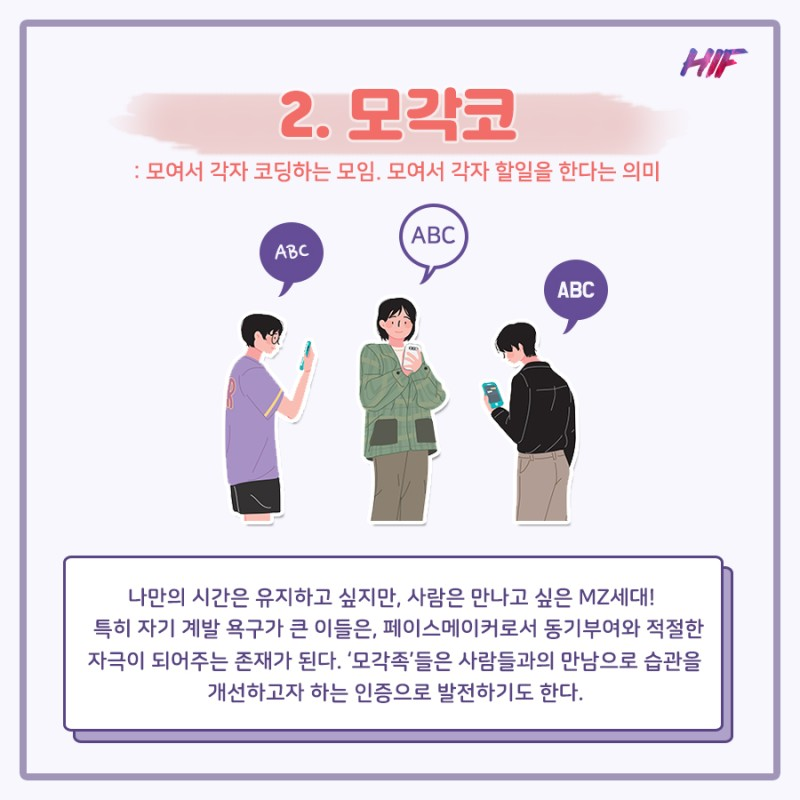 HIF
2. 모각코
: 모여서 각자 코딩하는 모임. 모여서 각자 할일을 한다는 의미
ABC
ABC
ABC
나만의 시간은 유지하고 싶지만, 사람은 만나고 싶은 MZ세대!
특히 자기 계발 욕구가 큰 이들은, 페이스메이커로서 동기부여와 적절한
자극이 되어주는 존재가 된다. ‘모각족’들은 사람들과의 만남으로 습관을
개선하고자 하는 인증으로 발전하기도 한다.